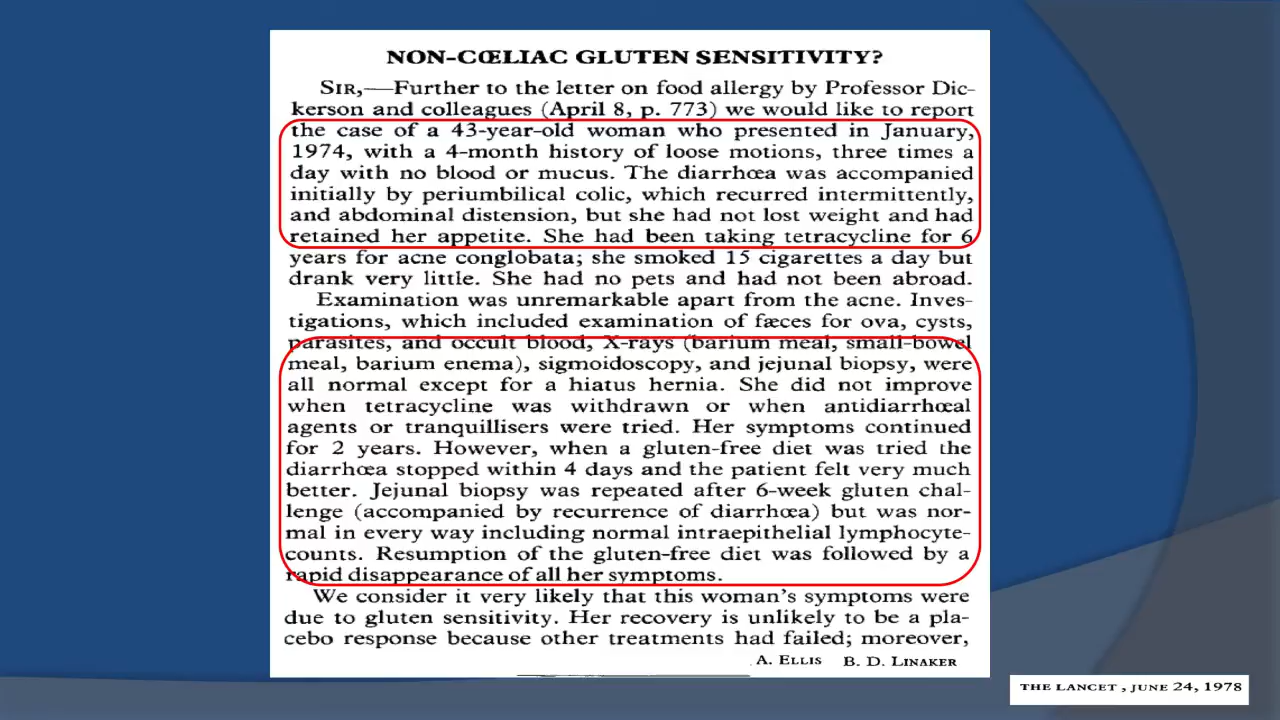 NON-CŒLIAC GLUTEN SENSITIVITY?
SIR,—Further to the letter on food allergy by Professor Dic-
kerson and colleagues (April 8, p. 773) we would like to report
the case of a 43-year-old woman who presented in January,
1974, with a 4-month history of loose motions, three times a
day with no blood or mucus. The diarrhœa was accompanied
initially by periumbilical colic, which recurred intermittently,
and abdominal distension, but she had not lost weight and had
retained her appetite. She had been taking tetracycline for 6
years for acne conglobata; she smoked 15 cigarettes a day but
drank very little. She had no pets and had not been abroad.
Examination was unremarkable apart from the acne. Inves-
tigations, which included examination of fæces for ova, cysts,
parasites, and occult blood, X-rays (barium meal, small-bowel
meal, barium enema), sigmoidoscopy, and jejunal biopsy, were
all normal except for a hiatus hernia. She did not improve
when tetracycline was withdrawn or when antidiarrhœal
agents or tranquillisers were tried. Her symptoms continued
for 2 years. However, when a gluten-free diet was tried the
diarrhœa stopped within 4 days and the patient felt very much
better. Jejunal biopsy was repeated after 6-week gluten chal-
lenge (accompanied by recurrence of diarrhœa) but was nor-
mal in every way including normal intraepithelial lymphocyte-
counts. Resumption of the gluten-free diet was followed by a
rapid disappearance of all her symptoms.
We consider it very likely that this woman's symptoms were
due to gluten sensitivity. Her recovery is unlikely to be a pla-
cebo response because other treatments had failed; moreover,
A. ELLIS B. D. LINAKER
THE LANCET , JUNE 24, 1978